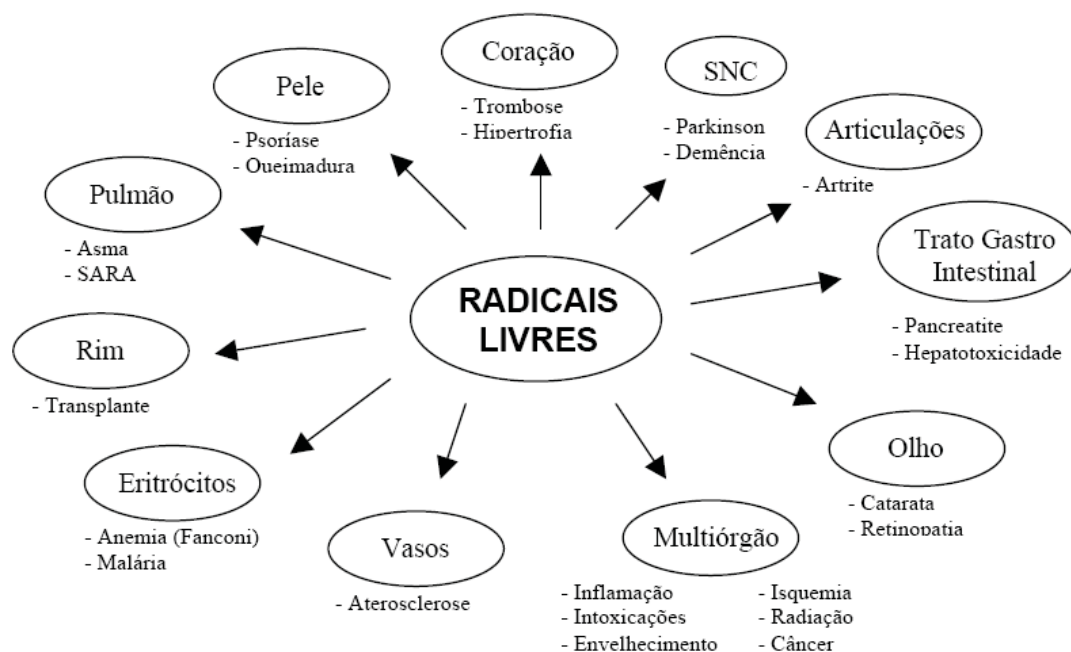 Coração
- Trombose
- Hipertrofia
SNC
- Parkinson
- Demência
Pele
- Psoríase
- Queimadura
Articulações
- Artrite
Pulmão
- Asma
- SARA
Trato Gastro
Intestinal
- Pancreatite
- Hepatotoxicidade
RADICAIS
LIVRES
Rim
- Transplante
Olho
- Catarata
- Retinopatia
Eritrócitos
- Anemia (Fanconi)
- Malária
Vasos
- Aterosclerose
Multiórgão
- Inflamação
- Intoxicações
- Envelhecimento
- Isquemia
- Radiação
- Câncer